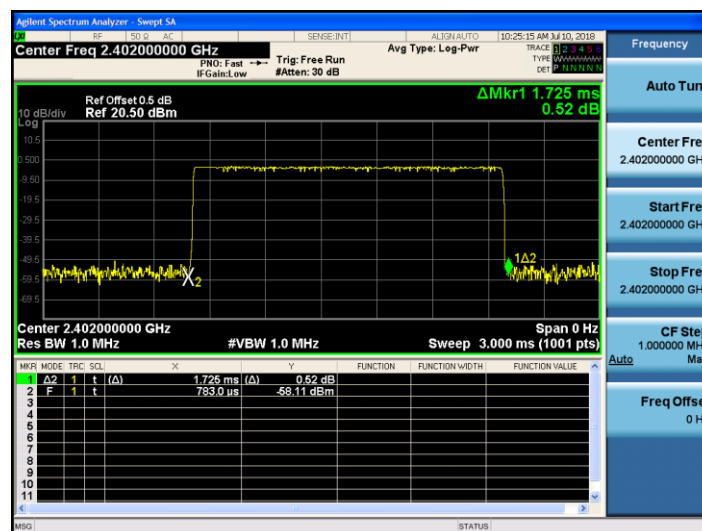 Agilent Spectrum Analyzer - Swept SA
LXI RF 50 Ω AC SENSE:INT ALIGN AUTO 10:25:15 AM Jul 10, 2018
Center Freq 2.402000000 GHz
PNO: Fast
IFGain:Low
Trig: Free Run
#Atten: 30 dB
Avg Type: Log-Pwr
TRACE 1 2 3 4 5 6
TYPE WWWWWW
DET P N N N N N
Ref Offset 0.5 dB
10 dB/div Ref 20.50 dBm
Log
ΔMkr1 1.725 ms
0.52 dB
10.5
0.500
-9.50
-19.5
-29.5
-39.5
-49.5
-59.5
-69.5
1Δ2
X2
Center 2.402000000 GHz Span 0 Hz
Res BW 1.0 MHz #VBW 1.0 MHz Sweep 3.000 ms (1001 pts)
MKR MODE TRC SCL X Y FUNCTION FUNCTION WIDTH FUNCTION VALUE
1 Δ2 1 t (Δ) 1.725 ms (Δ) 0.52 dB
2 F 1 t 783.0 µs -58.11 dBm
3
4
5
6
7
8
9
10
11
MSG STATUS
Frequency
Auto Tun
Center Fre
2.402000000 GH
Start Fre
2.402000000 GH
Stop Fre
2.402000000 GH
CF Ste
1.000000 MH
Auto Ma
Freq Offse
0 H